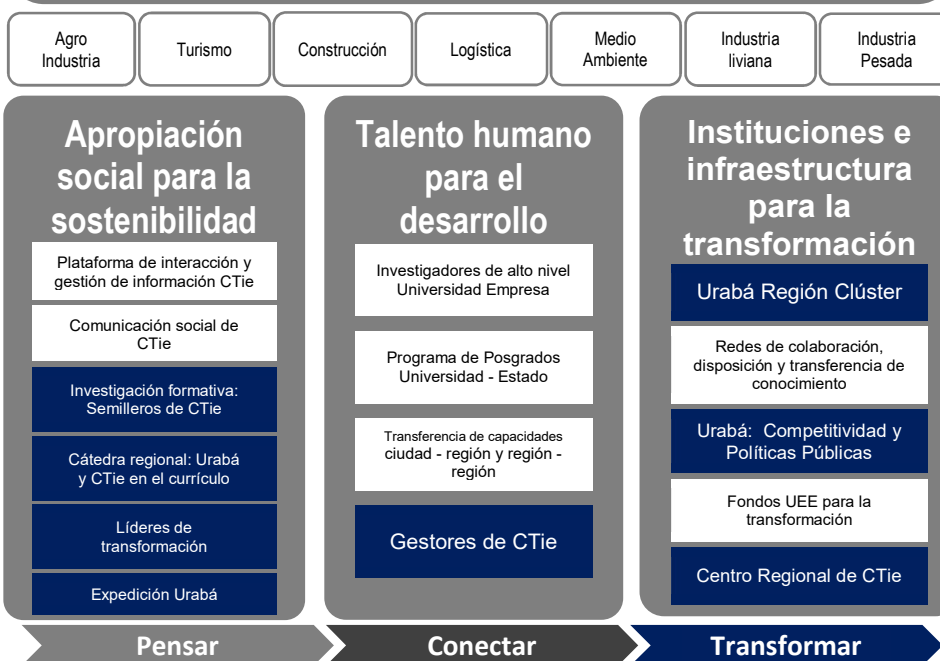 Agro
Industria
Turismo
Construcción
Logística
Medio
Ambiente
Industria
liviana
Industria
Pesada
Apropiación
social para la
sostenibilidad
Plataforma de interacción y
gestión de información CTie
Comunicación social de
CTie
Investigación formativa:
Semilleros de CTie
Cátedra regional: Urabá
y CTie en el currículo
Líderes de
transformación
Expedición Urabá
Talento humano
para el
desarrollo
Investigadores de alto nivel
Universidad Empresa
Programa de Posgrados
Universidad - Estado
Transferencia de capacidades
ciudad - región y región -
región
Gestores de CTie
Instituciones e
infraestructura
para la
transformación
Urabá Región Clúster
Redes de colaboración,
disposición y transferencia de
conocimiento
Urabá: Competitividad y
Políticas Públicas
Fondos UEE para la
transformación
Centro Regional de CTie
Pensar
Conectar
Transformar